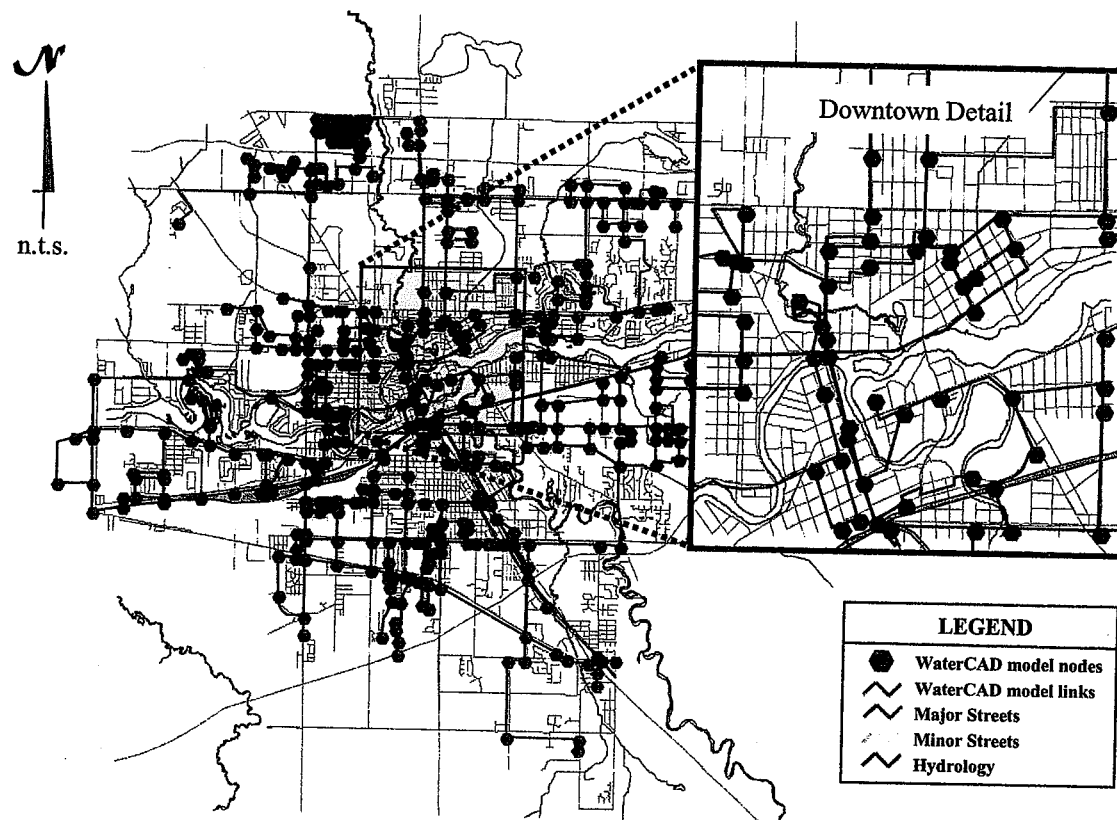 N
n.t.s.
Downtown Detail
LEGEND
WaterCAD model nodes
WaterCAD model links
Major Streets
Minor Streets
Hydrology